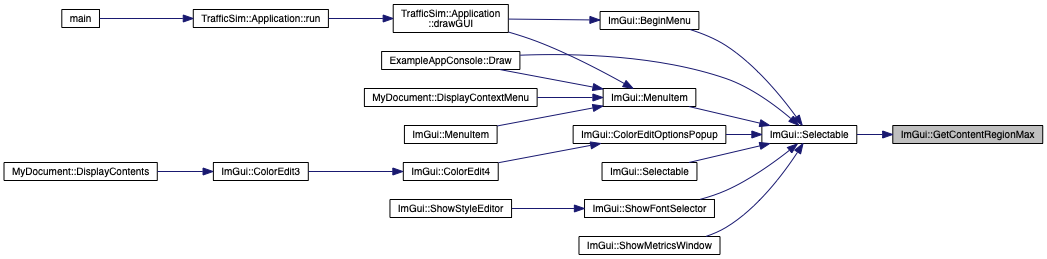 main
TrafficSim::Application::run
TrafficSim::Application
::drawGUI
ImGui::BeginMenu
ExampleAppConsole::Draw
MyDocument::DisplayContextMenu
ImGui::MenuItem
ImGui::MenuItem
ImGui::ColorEditOptionsPopup
ImGui::Selectable
ImGui::GetContentRegionMax
MyDocument::DisplayContents
ImGui::ColorEdit3
ImGui::ColorEdit4
ImGui::Selectable
ImGui::ShowStyleEditor
ImGui::ShowFontSelector
ImGui::ShowMetricsWindow